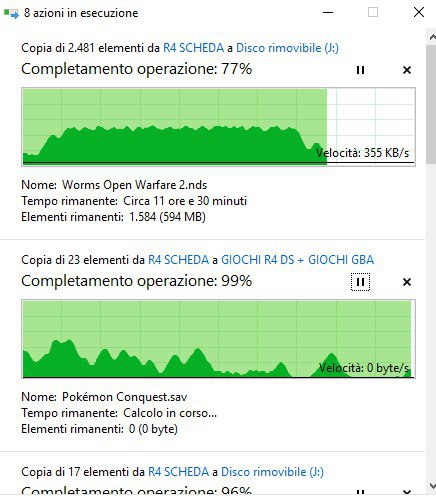 8 azioni in esecuzione
Copia di 2.481 elementi da R4 SCHEDA a Disco rimovibile (J:)
Completamento operazione: 77%
Velocità: 355 KB/s
Nome: Worms Open Warfare 2.nds
Tempo rimanente: Circa 11 ore e 30 minuti
Elementi rimanenti: 1.584 (594 MB)
Copia di 23 elementi da R4 SCHEDA a GIOCHI R4 DS + GIOCHI GBA
Completamento operazione: 99%
Velocità: 0 byte/s
Nome: Pokémon Conquest.sav
Tempo rimanente: Calcolo in corso...
Elementi rimanenti: 0 (0 byte)
Copia di 17 elementi da R4 SCHEDA a Disco rimovibile (J:)
Completamento operazione: 96%